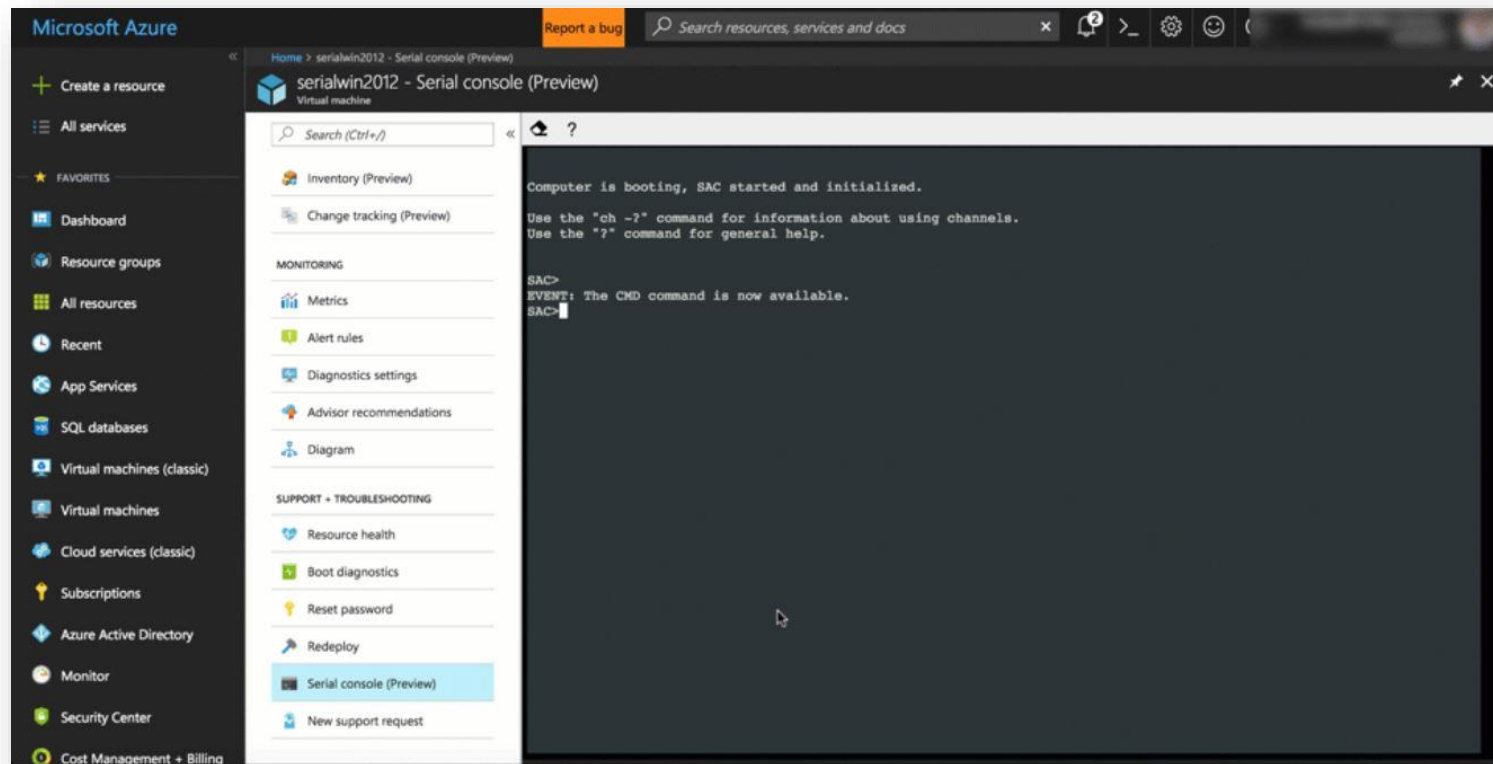 Microsoft Azure
Report a bug
Search resources, services and docs
2
Create a resource
All services
FAVORITES
Dashboard
Resource groups
All resources
Recent
App Services
SQL databases
Virtual machines (classic)
Virtual machines
Cloud services (classic)
Subscriptions
Azure Active Directory
Monitor
Security Center
Cost Management + Billing
Home > serialwin2012 - Serial console (Preview)
serialwin2012 - Serial console (Preview)
Virtual machine
Search (Ctrl+/)
Inventory (Preview)
Change tracking (Preview)
MONITORING
Metrics
Alert rules
Diagnostics settings
Advisor recommendations
Diagram
SUPPORT + TROUBLESHOOTING
Resource health
Boot diagnostics
Reset password
Redeploy
Serial console (Preview)
New support request
Computer is booting, SAC started and initialized.
Use the "ch -?" command for information about using channels.
Use the "?" command for general help.
SAC>
EVENT: The CMD command is now available.
SAC>